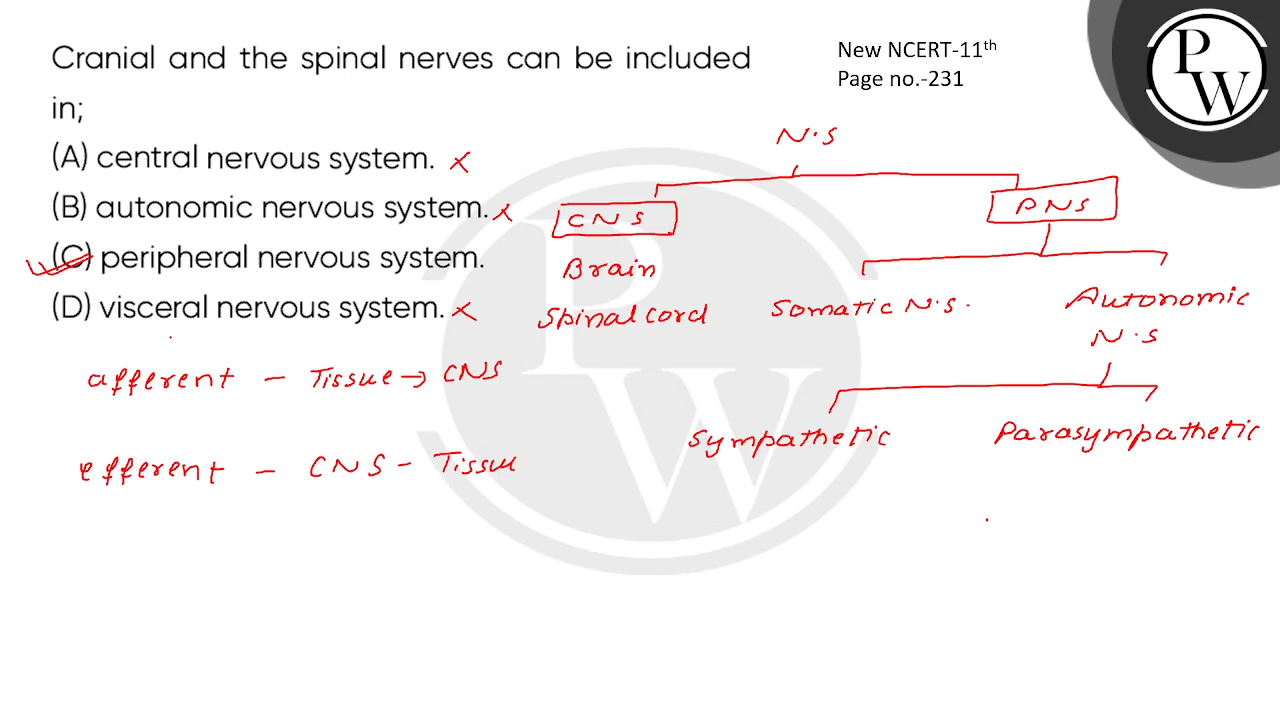 Cranial and the spinal nerves can be included
in;
(A) central nervous system. x
(B) autonomic nervous system. x
(C) peripheral nervous system.
(D) visceral nervous system. x
New NCERT-11th
Page no.-231
P
W
N.S
CNS
PNS
Brain
Spinal cord
Somatic N.S.
Autonomic
N.S
Sympathetic
Parasympathetic
afferent - Tissue → CNS
efferent - CNS - Tissue
P
W